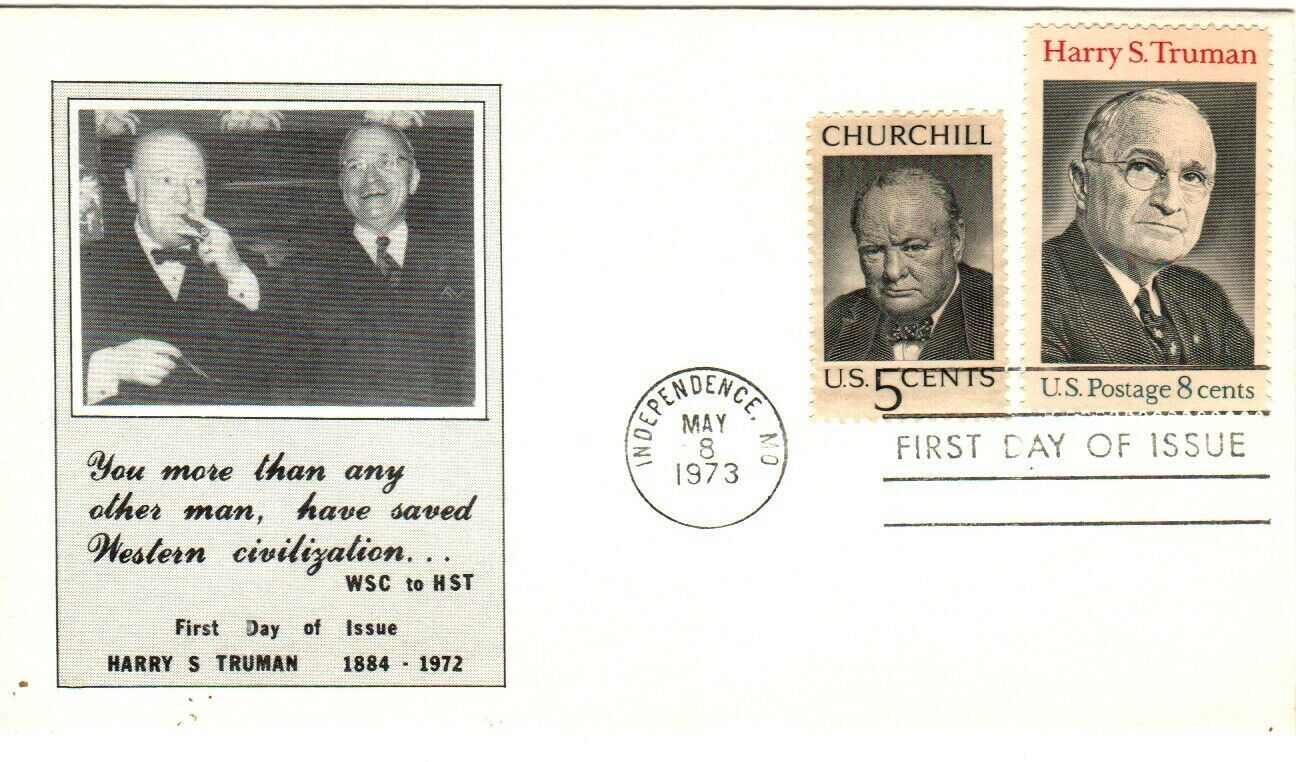 Harry S. Truman
CHURCHILL
U.S. 5 CENTS
U.S. Postage 8 cents
INDEPENDENCE, MO
MAY
8
1973
FIRST DAY OF ISSUE
You more than any
other man, have saved
Western civilization...
WSC to HST
First Day of Issue
HARRY S TRUMAN 1884 - 1972